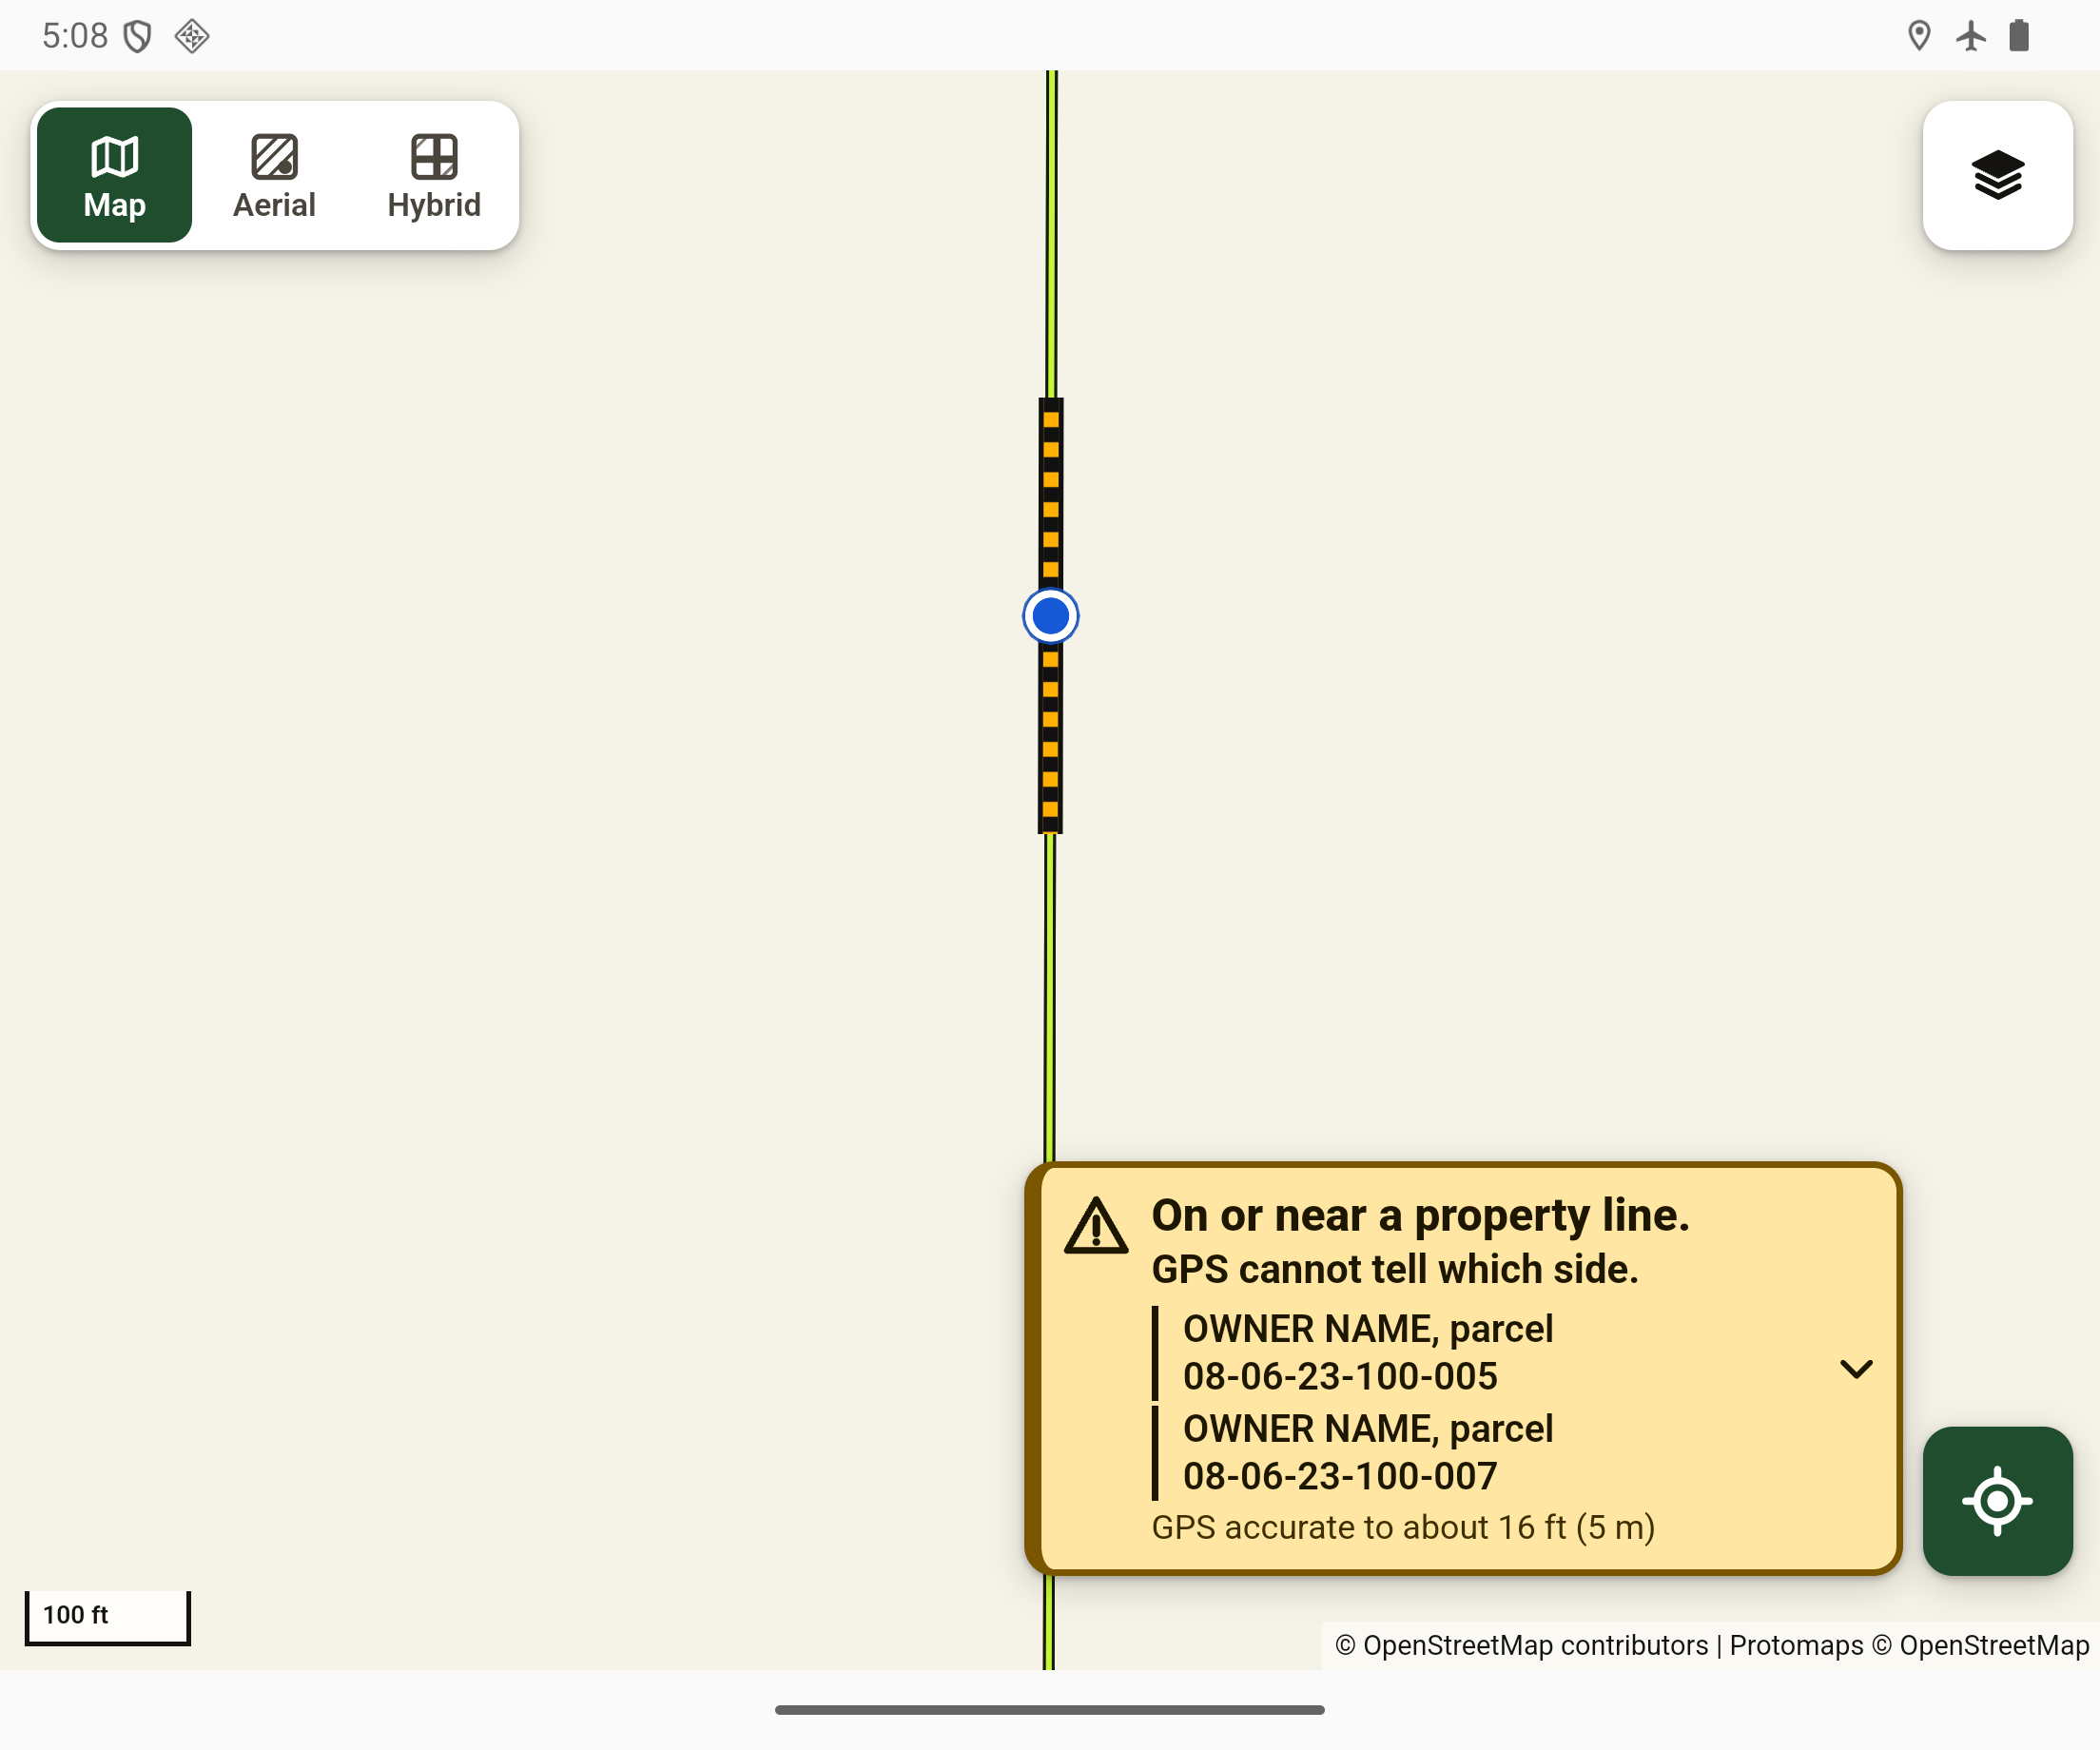 5:08
Map Aerial Hybrid
On or near a property line.
GPS cannot tell which side.
OWNER NAME, parcel
08-06-23-100-005
OWNER NAME, parcel
08-06-23-100-007
GPS accurate to about 16 ft (5 m)
100 ft
© OpenStreetMap contributors | Protomaps © OpenStreetMap